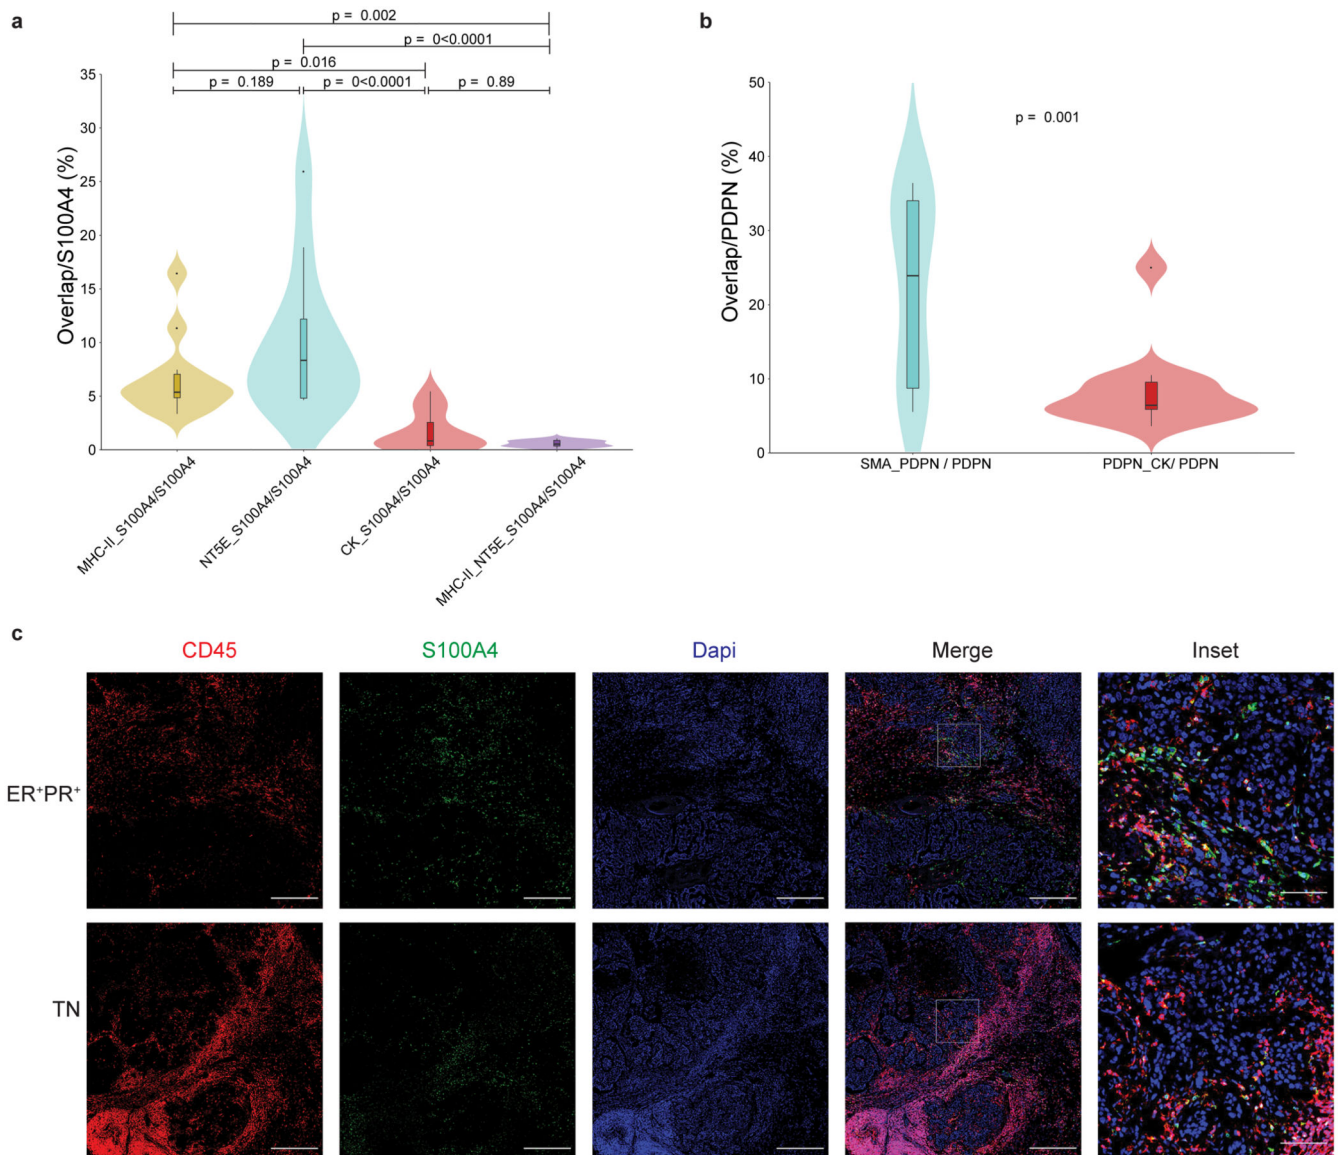 a
p = 0.002
p = 0<0.0001
p = 0.016
p = 0.189
p = 0<0.0001
p = 0.89
Overlap/S100A4 (%)
35
30
25
20
15
10
5
0
MHC-II_S100A4/S100A4
NT5E_S100A4/S100A4
CK_S100A4/S100A4
MHC-II_NT5E_S100A4/S100A4
b
p = 0.001
Overlap/PDPN (%)
50
40
30
20
10
0
SMA_PDPN / PDPN
PDPN_CK/ PDPN
c
CD45
S100A4
Dapi
Merge
Inset
ER⁺PR⁺
TN